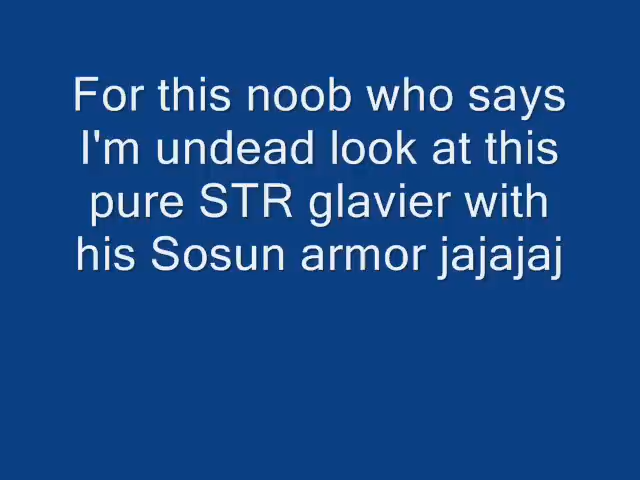 For this noob who says
I'm undead look at this
pure STR glavier with
his Sosun armor jajajaj